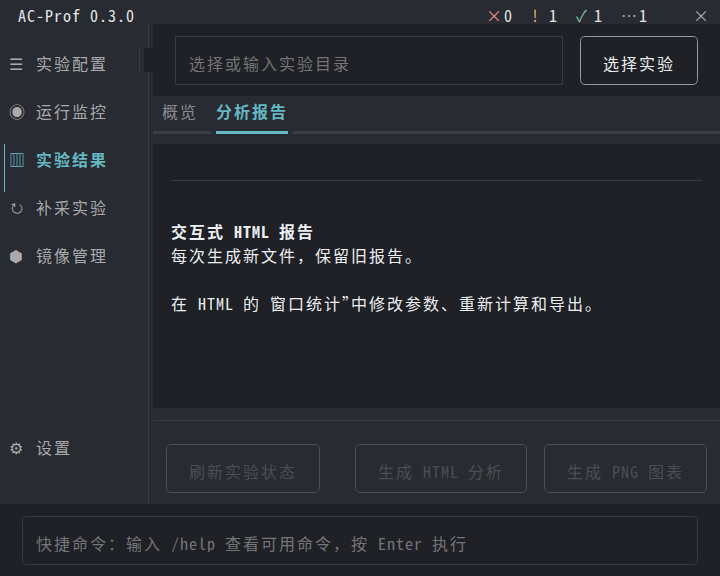 AC-Prof 0.3.0
× 0 ! 1 ✓ 1 …1 ×
☰ 实验配置
◉ 运行监控
▥ 实验结果
↻ 补采实验
⬢ 镜像管理
⚙ 设置
选择或输入实验目录
选择实验
概览 分析报告
交互式 HTML 报告
每次生成新文件，保留旧报告。
在 HTML 的 窗口统计”中修改参数、重新计算和导出。
刷新实验状态 生成 HTML 分析 生成 PNG 图表
快捷命令：输入 /help 查看可用命令，按 Enter 执行